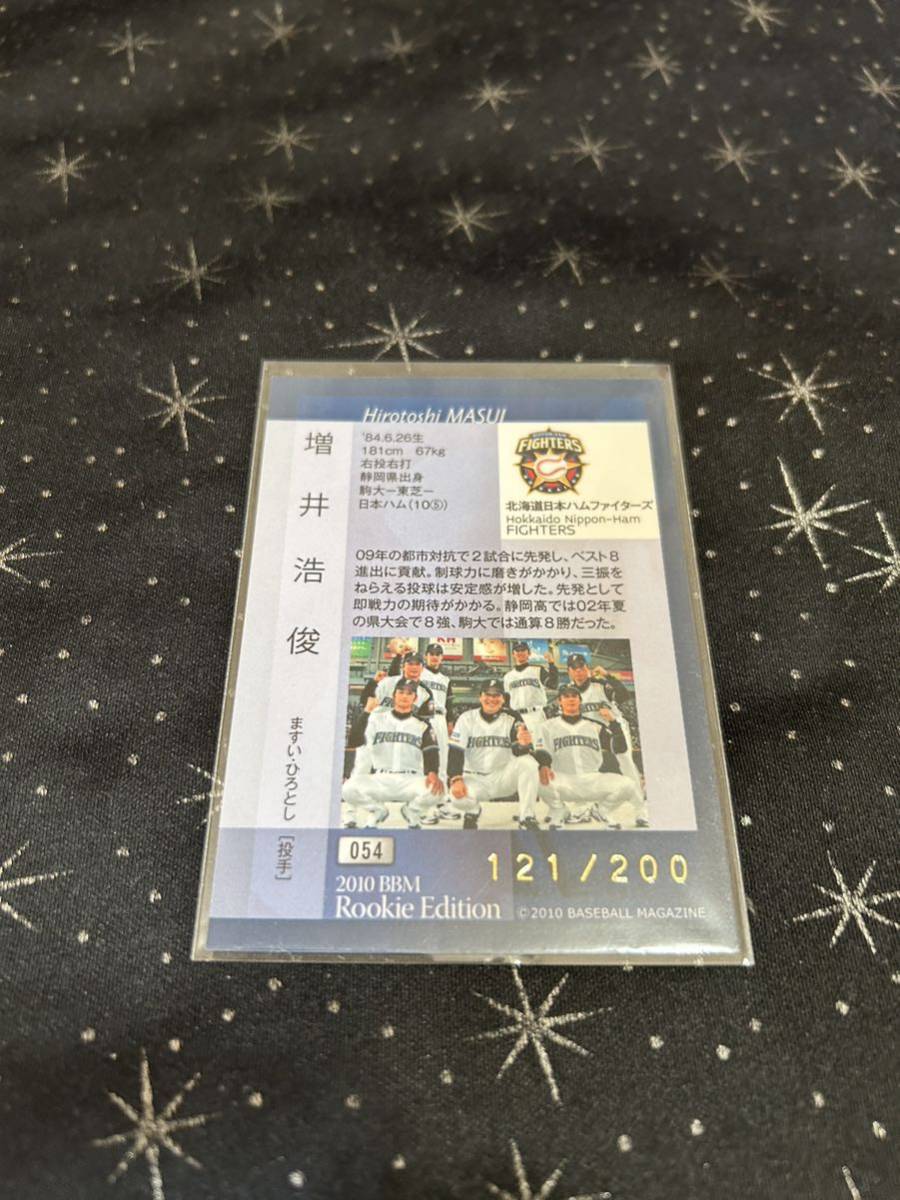 Hirotoshi MASUI
増井浩俊
ますい・ひろとし [投手]
'84.6.26生
181cm 67kg
右投右打
静岡県出身
駒大ー東芝ー
日本ハム(10⑤)
FIGHTERS
北海道日本ハムファイターズ
Hokkaido Nippon-Ham
FIGHTERS
09年の都市対抗で2試合に先発し、ベスト8
進出に貢献。制球力に磨きがかかり、三振を
ねらえる投球は安定感が増した。先発として
即戦力の期待がかかる。静岡高では02年夏
の県大会で8強、駒大では通算8勝だった。
FIGHTERS
FIGHTERS
FIGHTERS
054
121/200
2010 BBM
Rookie Edition
©2010 BASEBALL MAGAZINE